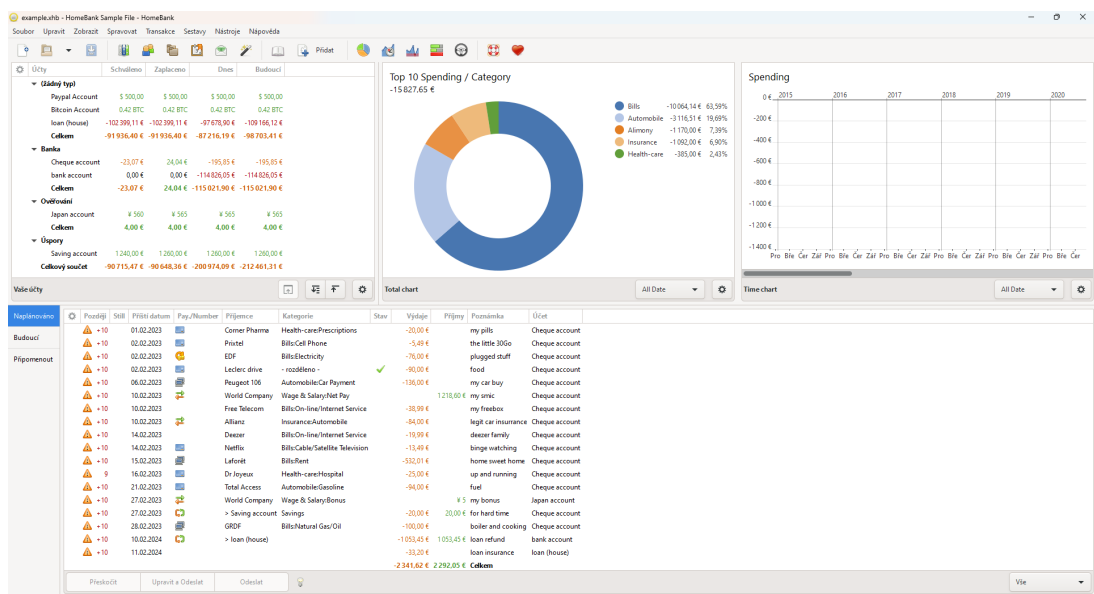 example.xhb - HomeBank Sample File - HomeBank
Soubor Upravit Zobrazit Spravovat Transakce Sestavy Nástroje Nápověda
Přidat
Účty Schváleno Zaplaceno Dnes Budoucí
(žádný typ)
Paypal Account $ 500,00 $ 500,00 $ 500,00 $ 500,00
Bitcoin Account 0.42 BTC 0.42 BTC 0.42 BTC 0.42 BTC
loan (house) -102 399,11 € -102 399,11 € -97 678,90 € -109 166,12 €
Celkem -91 936,40 € -91 936,40 € -87 216,19 € -98 703,41 €
Banka
Cheque account -23,07 € 24,04 € -195,85 € -195,85 €
bank account 0,00 € 0,00 € -114 826,05 € -114 826,05 €
Celkem -23,07 € 24,04 € -115 021,90 € -115 021,90 €
Ověřování
Japan account ¥ 560 ¥ 565 ¥ 565 ¥ 565
Celkem 4,00 € 4,00 € 4,00 € 4,00 €
Úspory
Saving account 1 240,00 € 1 260,00 € 1 260,00 € 1 260,00 €
Celkový součet -90 715,47 € -90 648,36 € -200 974,09 € -212 461,31 €
Vaše účty
Top 10 Spending / Category
-15 827,65 €
Bills -10 064,14 € 63,59%
Automobile -3 116,51 € 19,69%
Alimony -1 170,00 € 7,39%
Insurance -1 092,00 € 6,90%
Health-care -385,00 € 2,43%
Total chart All Date
Spending
0 € 2015 2016 2017 2018 2019 2020
-200 €
-400 €
-600 €
-800 €
-1 000 €
-1 200 €
-1 400 €
Pro Bře Čer Zář Pro Bře Čer Zář Pro Bře Čer Zář Pro Bře Čer Zář Pro Bře Čer Zář Pro Bře Čer
Time chart All Date
Naplánováno
Budoucí
Připomenout
Později Still Příští datum Pay./Number Příjemce Kategorie Stav Výdaje Příjmy Poznámka Účet
+10 01.02.2023 Corner Pharma Health-care:Prescriptions -20,00 € my pills Cheque account
+10 02.02.2023 Prixtel Bills:Cell Phone -5,49 € the little 30Go Cheque account
+10 02.02.2023 EDF Bills:Electricity -76,00 € plugged stuff Cheque account
+10 02.02.2023 Leclerc drive - rozděleno - -90,00 € food Cheque account
+10 06.02.2023 Peugeot 106 Automobile:Car Payment -136,00 € my car buy Cheque account
+10 10.02.2023 World Company Wage & Salary:Net Pay 1 218,60 € my smic Cheque account
+10 10.02.2023 Free Telecom Bills:On-line/Internet Service -38,99 € my freebox Cheque account
+10 10.02.2023 Allianz Insurance:Automobile -84,00 € legit car insurrance Cheque account
+10 14.02.2023 Deezer Bills:On-line/Internet Service -19,99 € deezer family Cheque account
+10 14.02.2023 Netflix Bills:Cable/Satellite Television -13,49 € binge watching Cheque account
+10 15.02.2023 Laforêt Bills:Rent -532,01 € home sweet home Cheque account
9 16.02.2023 Dr Joyeux Health-care:Hospital -25,00 € up and running Cheque account
+10 21.02.2023 Total Access Automobile:Gasoline -94,00 € fuel Cheque account
+10 27.02.2023 World Company Wage & Salary:Bonus ¥ 5 my bonus Japan account
+10 27.02.2023 > Saving account Savings -20,00 € 20,00 € for hard time Cheque account
+10 28.02.2023 GRDF Bills:Natural Gas/Oil -100,00 € boiler and cooking Cheque account
+10 10.02.2024 > loan (house) -1 053,45 € 1 053,45 € loan refund bank account
+10 11.02.2024 -33,20 € loan insurance loan (house)
-2 341,62 € 2 292,05 € Celkem
Přeskočit Upravit a Odeslat Odeslat Vše